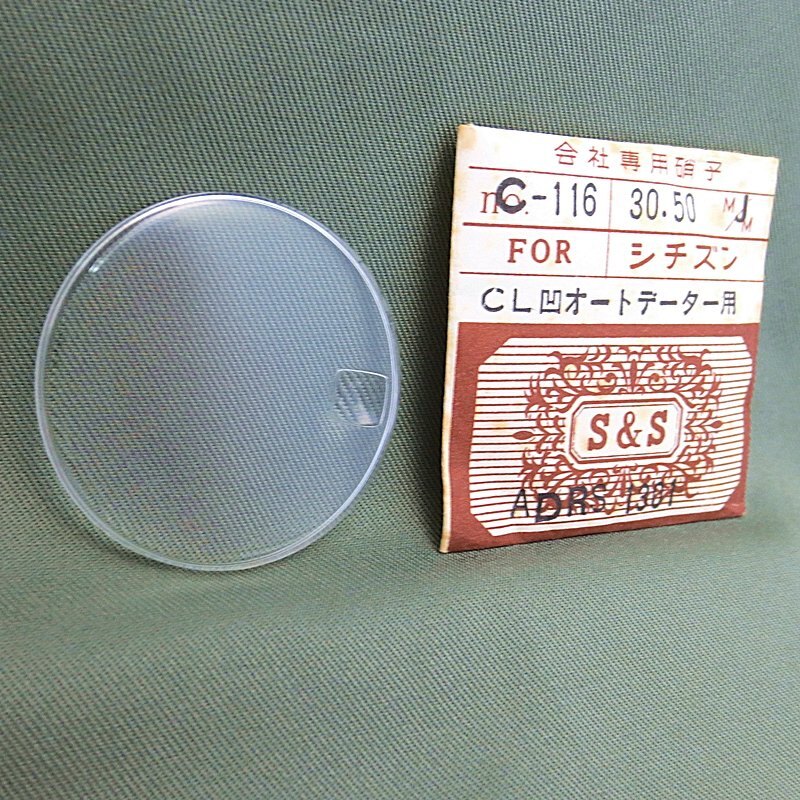 会社専用硝子
no. C-116 30.50 M/M J
FOR シチズン
CL凹オートデーター用
S&S
ADRS 1381